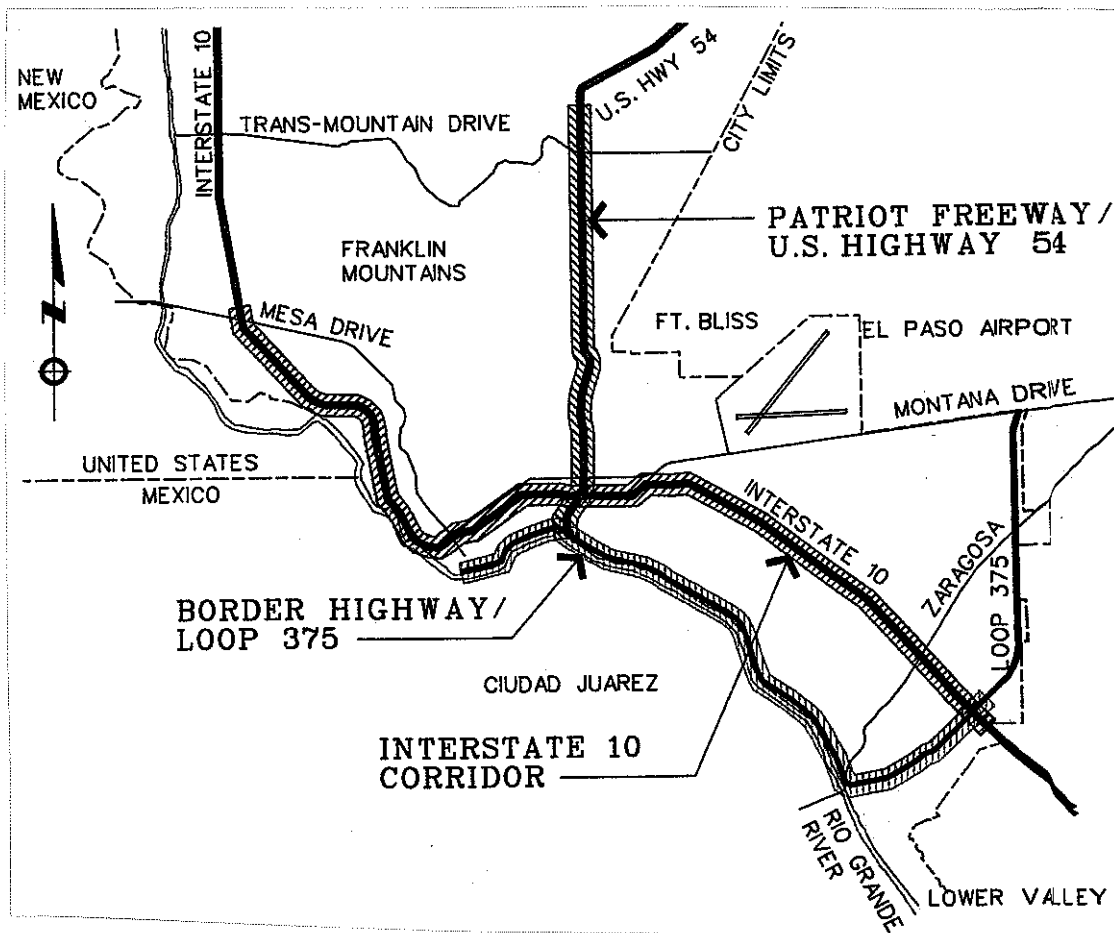 NEW
MEXICO
INTERSTATE 10
TRANS-MOUNTAIN DRIVE
U.S. HWY 54
CITY LIMITS
PATRIOT FREEWAY/
U.S. HIGHWAY 54
FRANKLIN
MOUNTAINS
N
MESA DRIVE
FT. BLISS
EL PASO AIRPORT
MONTANA DRIVE
UNITED STATES
MEXICO
INTERSTATE 10
ZARAGOSA
LOOP 375
BORDER HIGHWAY/
LOOP 375
CIUDAD JUAREZ
INTERSTATE 10
CORRIDOR
RIO GRANDE
RIVER
LOWER VALLEY